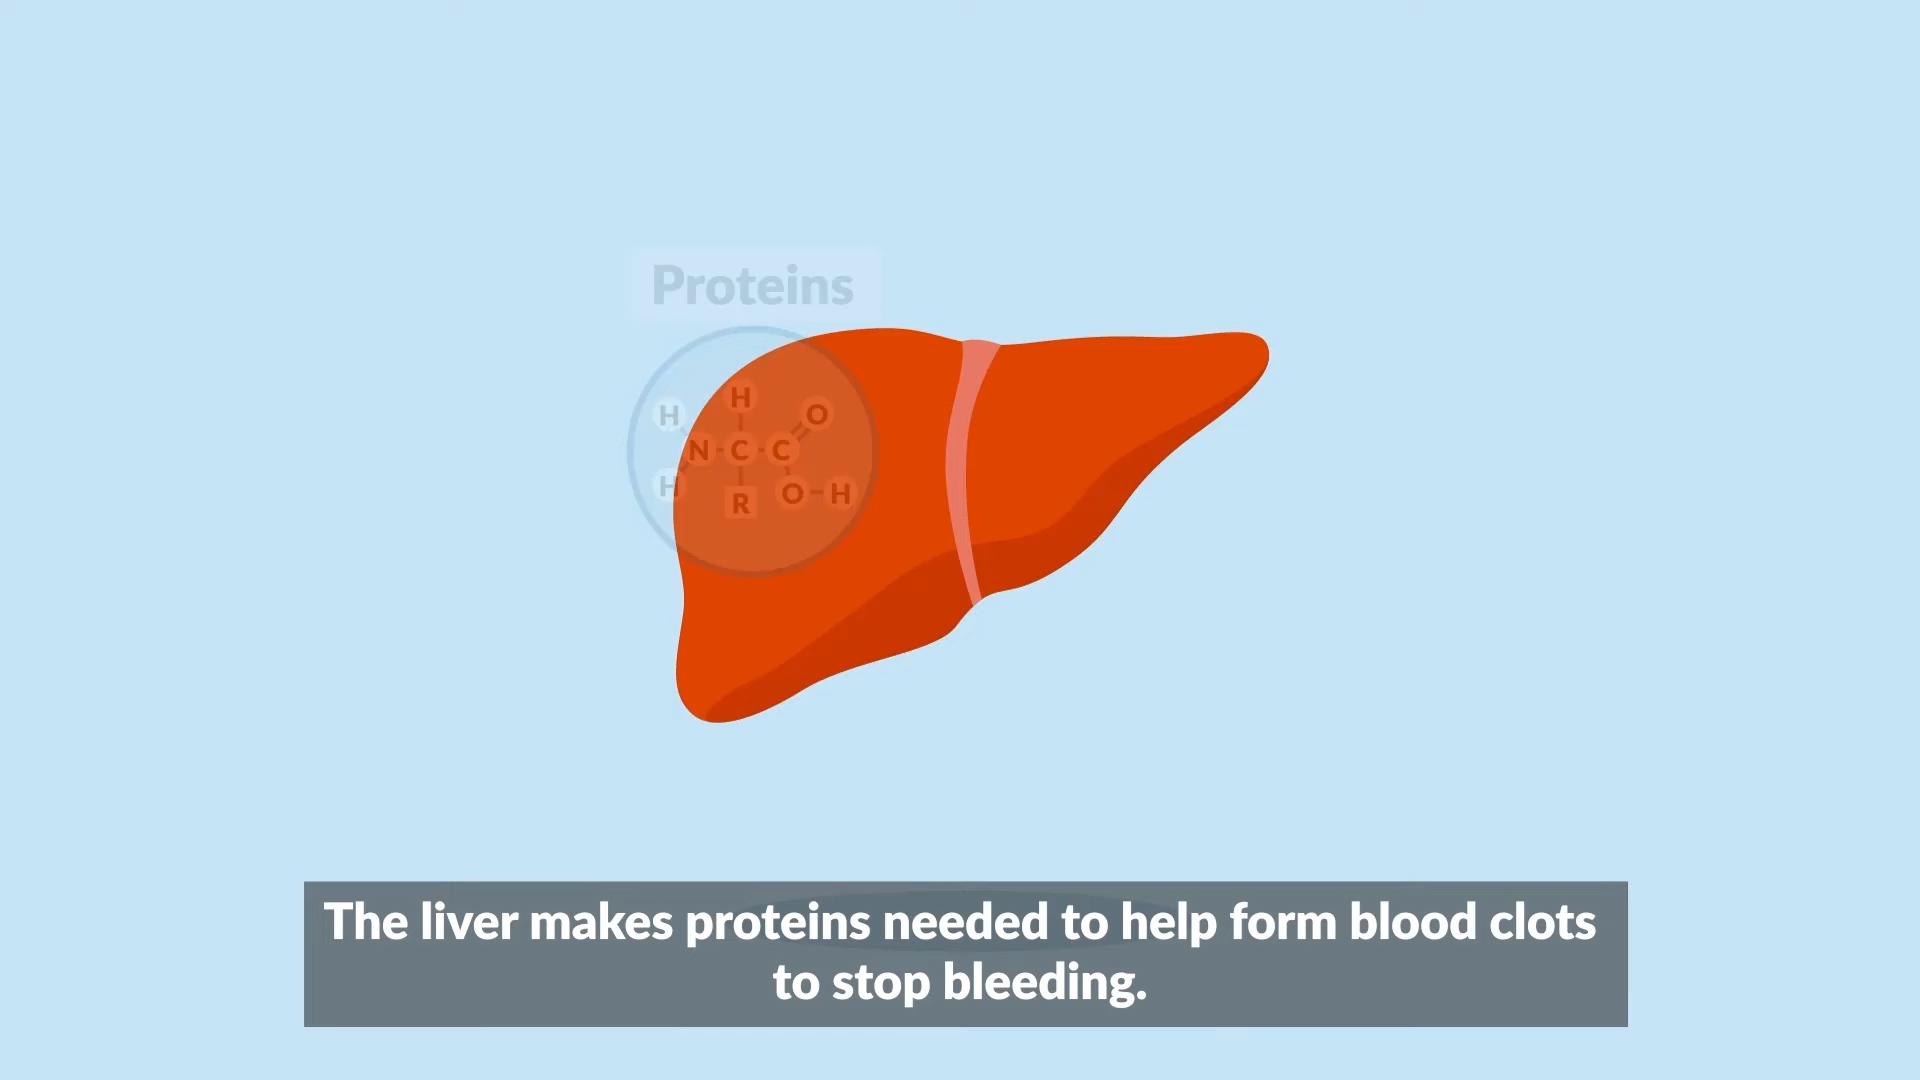 Proteins
H H O
N C C
H R O H
The liver makes proteins needed to help form blood clots
to stop bleeding.